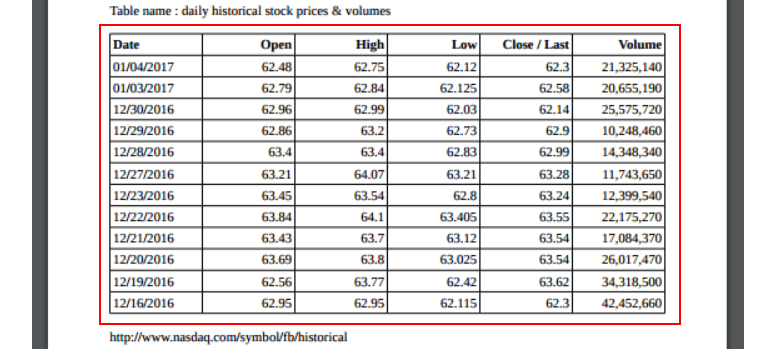 Table name : daily historical stock prices & volumes
Date Open High Low Close / Last Volume
01/04/2017 62.48 62.75 62.12 62.3 21,325,140
01/03/2017 62.79 62.84 62.125 62.58 20,655,190
12/30/2016 62.96 62.99 62.03 62.14 25,575,720
12/29/2016 62.86 63.2 62.73 62.9 10,248,460
12/28/2016 63.4 63.4 62.83 62.99 14,348,340
12/27/2016 63.21 64.07 63.21 63.28 11,743,650
12/23/2016 63.45 63.54 62.8 63.24 12,399,540
12/22/2016 63.84 64.1 63.405 63.55 22,175,270
12/21/2016 63.43 63.7 63.12 63.54 17,084,370
12/20/2016 63.69 63.8 63.025 63.54 26,017,470
12/19/2016 62.56 63.77 62.42 63.62 34,318,500
12/16/2016 62.95 62.95 62.115 62.3 42,452,660
http://www.nasdaq.com/symbol/fb/historical